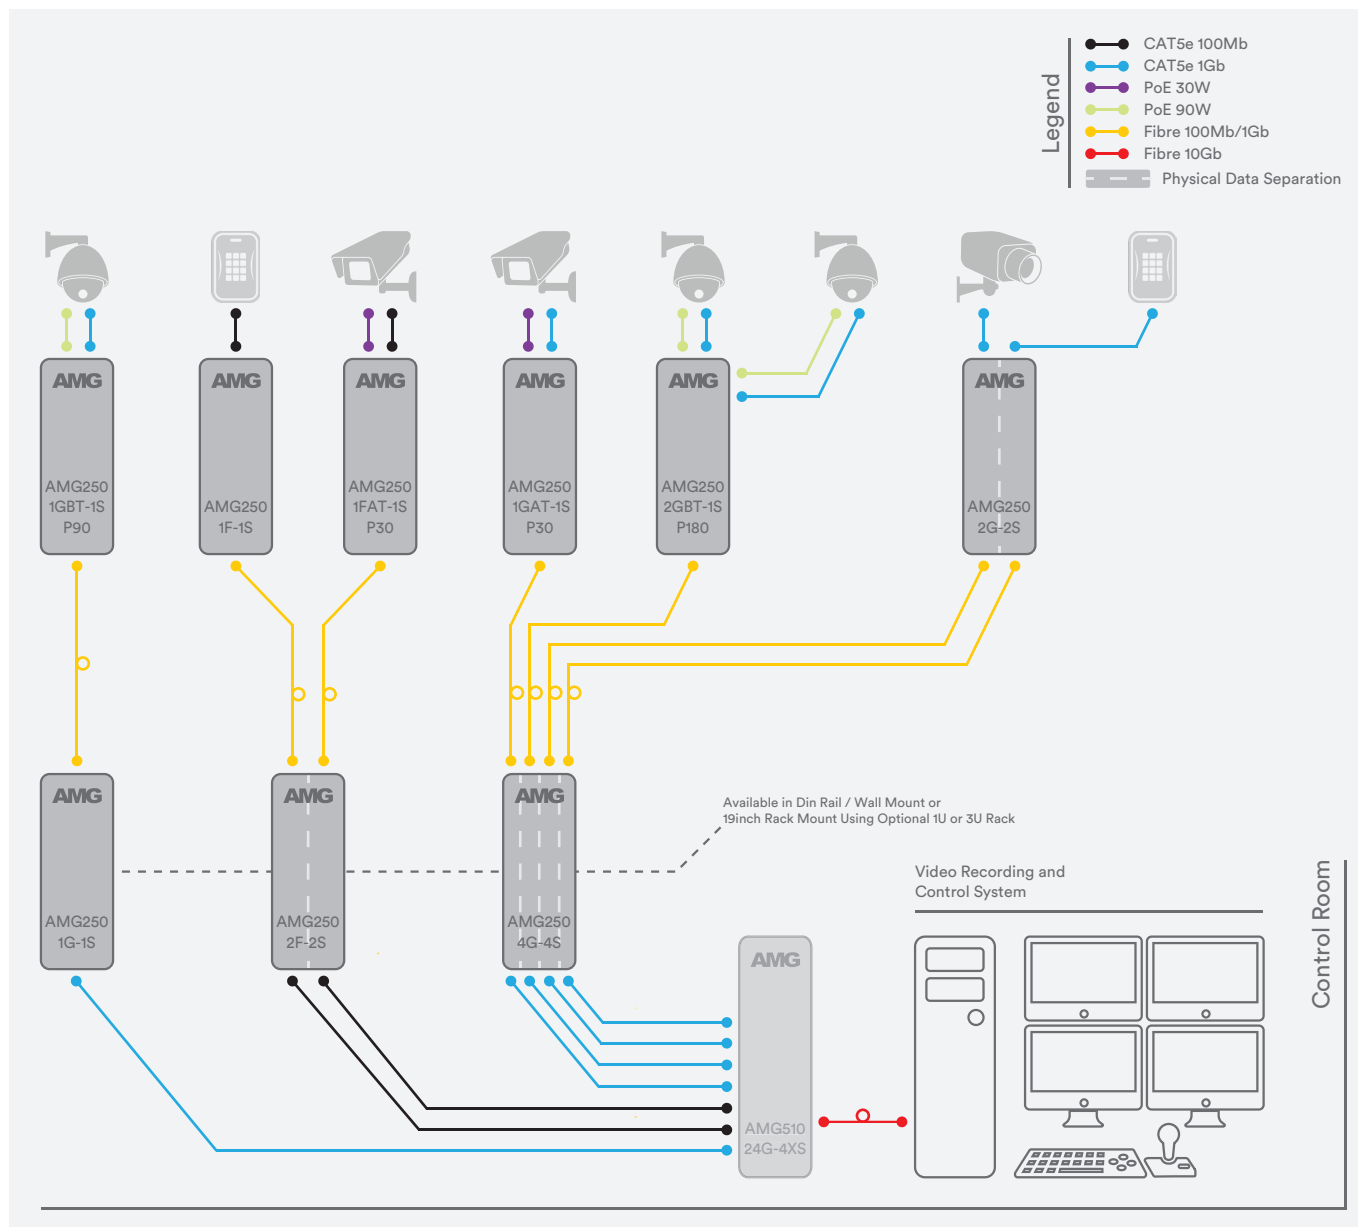 Legend
CAT5e 100Mb
CAT5e 1Gb
PoE 30W
PoE 90W
Fibre 100Mb/1Gb
Fibre 10Gb
Physical Data Separation
AMG
AMG250
1GBT-1S
P90
AMG
AMG250
1F-1S
AMG
AMG250
1FAT-1S
P30
AMG
AMG250
1GAT-1S
P30
AMG
AMG250
2GBT-1S
P180
AMG
AMG250
2G-2S
AMG
AMG250
1G-1S
AMG
AMG250
2F-2S
AMG
AMG250
4G-4S
Available in Din Rail / Wall Mount or
19inch Rack Mount Using Optional 1U or 3U Rack
AMG
AMG510
24G-4XS
Video Recording and
Control System
Control Room